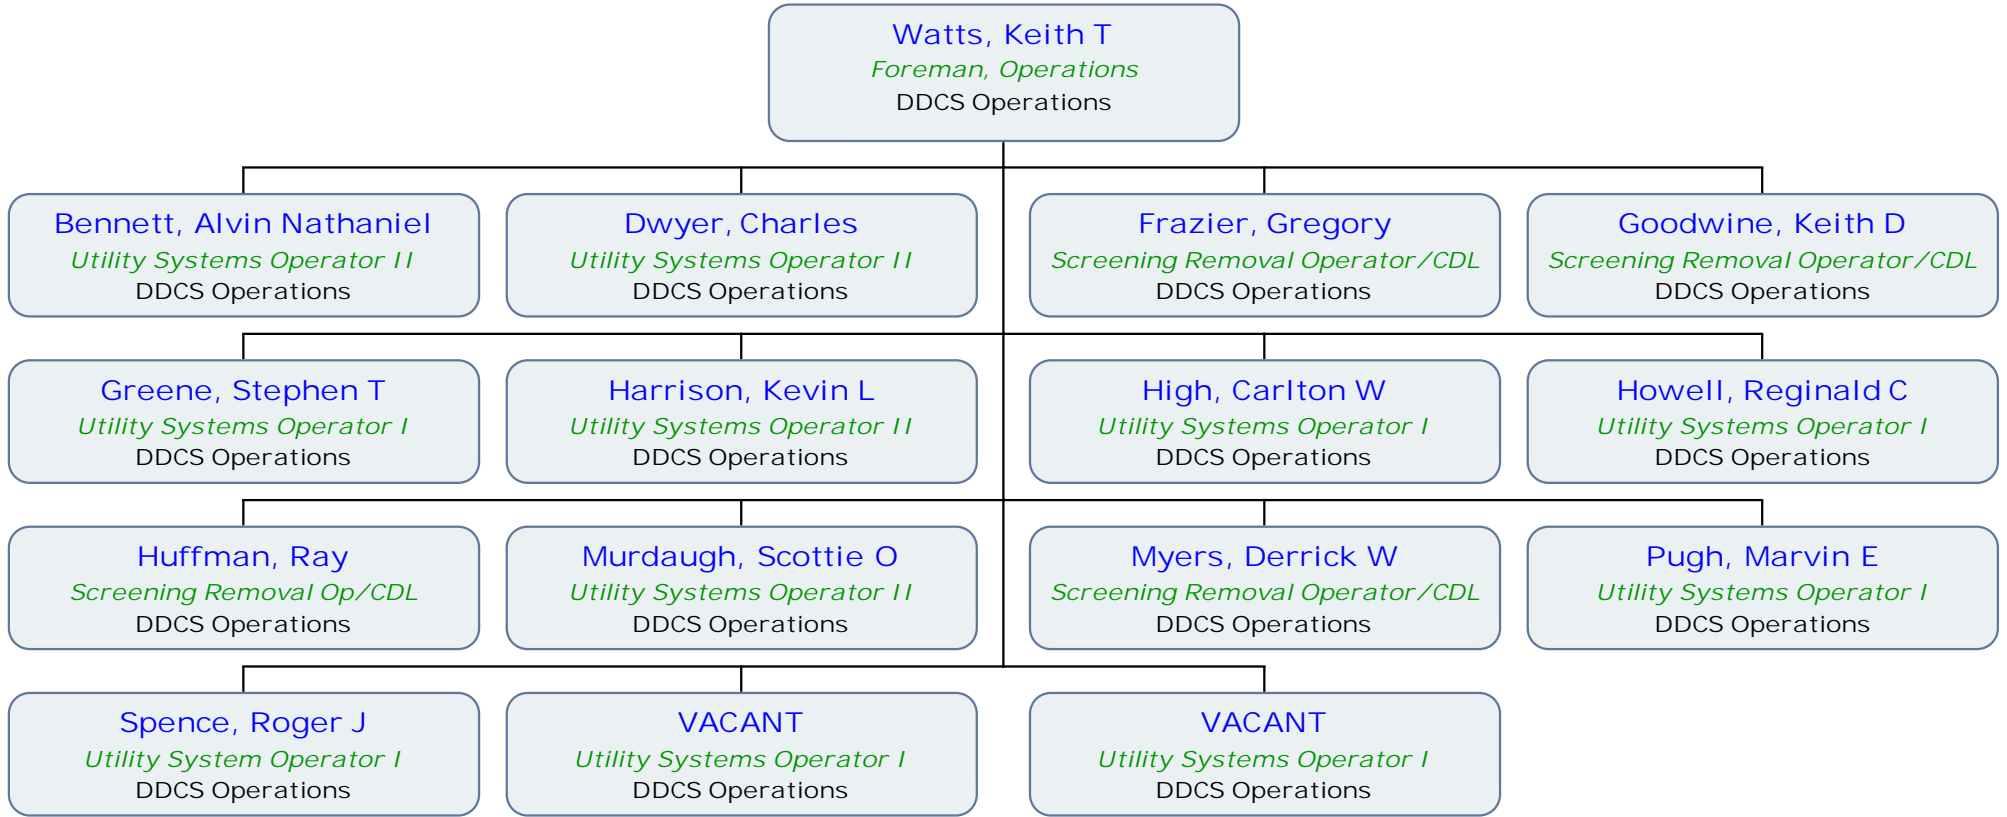 Watts, Keith T
Foreman, Operations
DDCS Operations
Bennett, Alvin Nathaniel
Utility Systems Operator II
DDCS Operations
Dwyer, Charles
Utility Systems Operator II
DDCS Operations
Frazier, Gregory
Screening Removal Operator/CDL
DDCS Operations
Goodwine, Keith D
Screening Removal Operator/CDL
DDCS Operations
Greene, Stephen T
Utility Systems Operator I
DDCS Operations
Harrison, Kevin L
Utility Systems Operator II
DDCS Operations
High, Carlton W
Utility Systems Operator I
DDCS Operations
Howell, Reginald C
Utility Systems Operator I
DDCS Operations
Huffman, Ray
Screening Removal Op/CDL
DDCS Operations
Murdaugh, Scottie O
Utility Systems Operator II
DDCS Operations
Myers, Derrick W
Screening Removal Operator/CDL
DDCS Operations
Pugh, Marvin E
Utility Systems Operator I
DDCS Operations
Spence, Roger J
Utility System Operator I
DDCS Operations
VACANT
Utility Systems Operator I
DDCS Operations
VACANT
Utility Systems Operator I
DDCS Operations